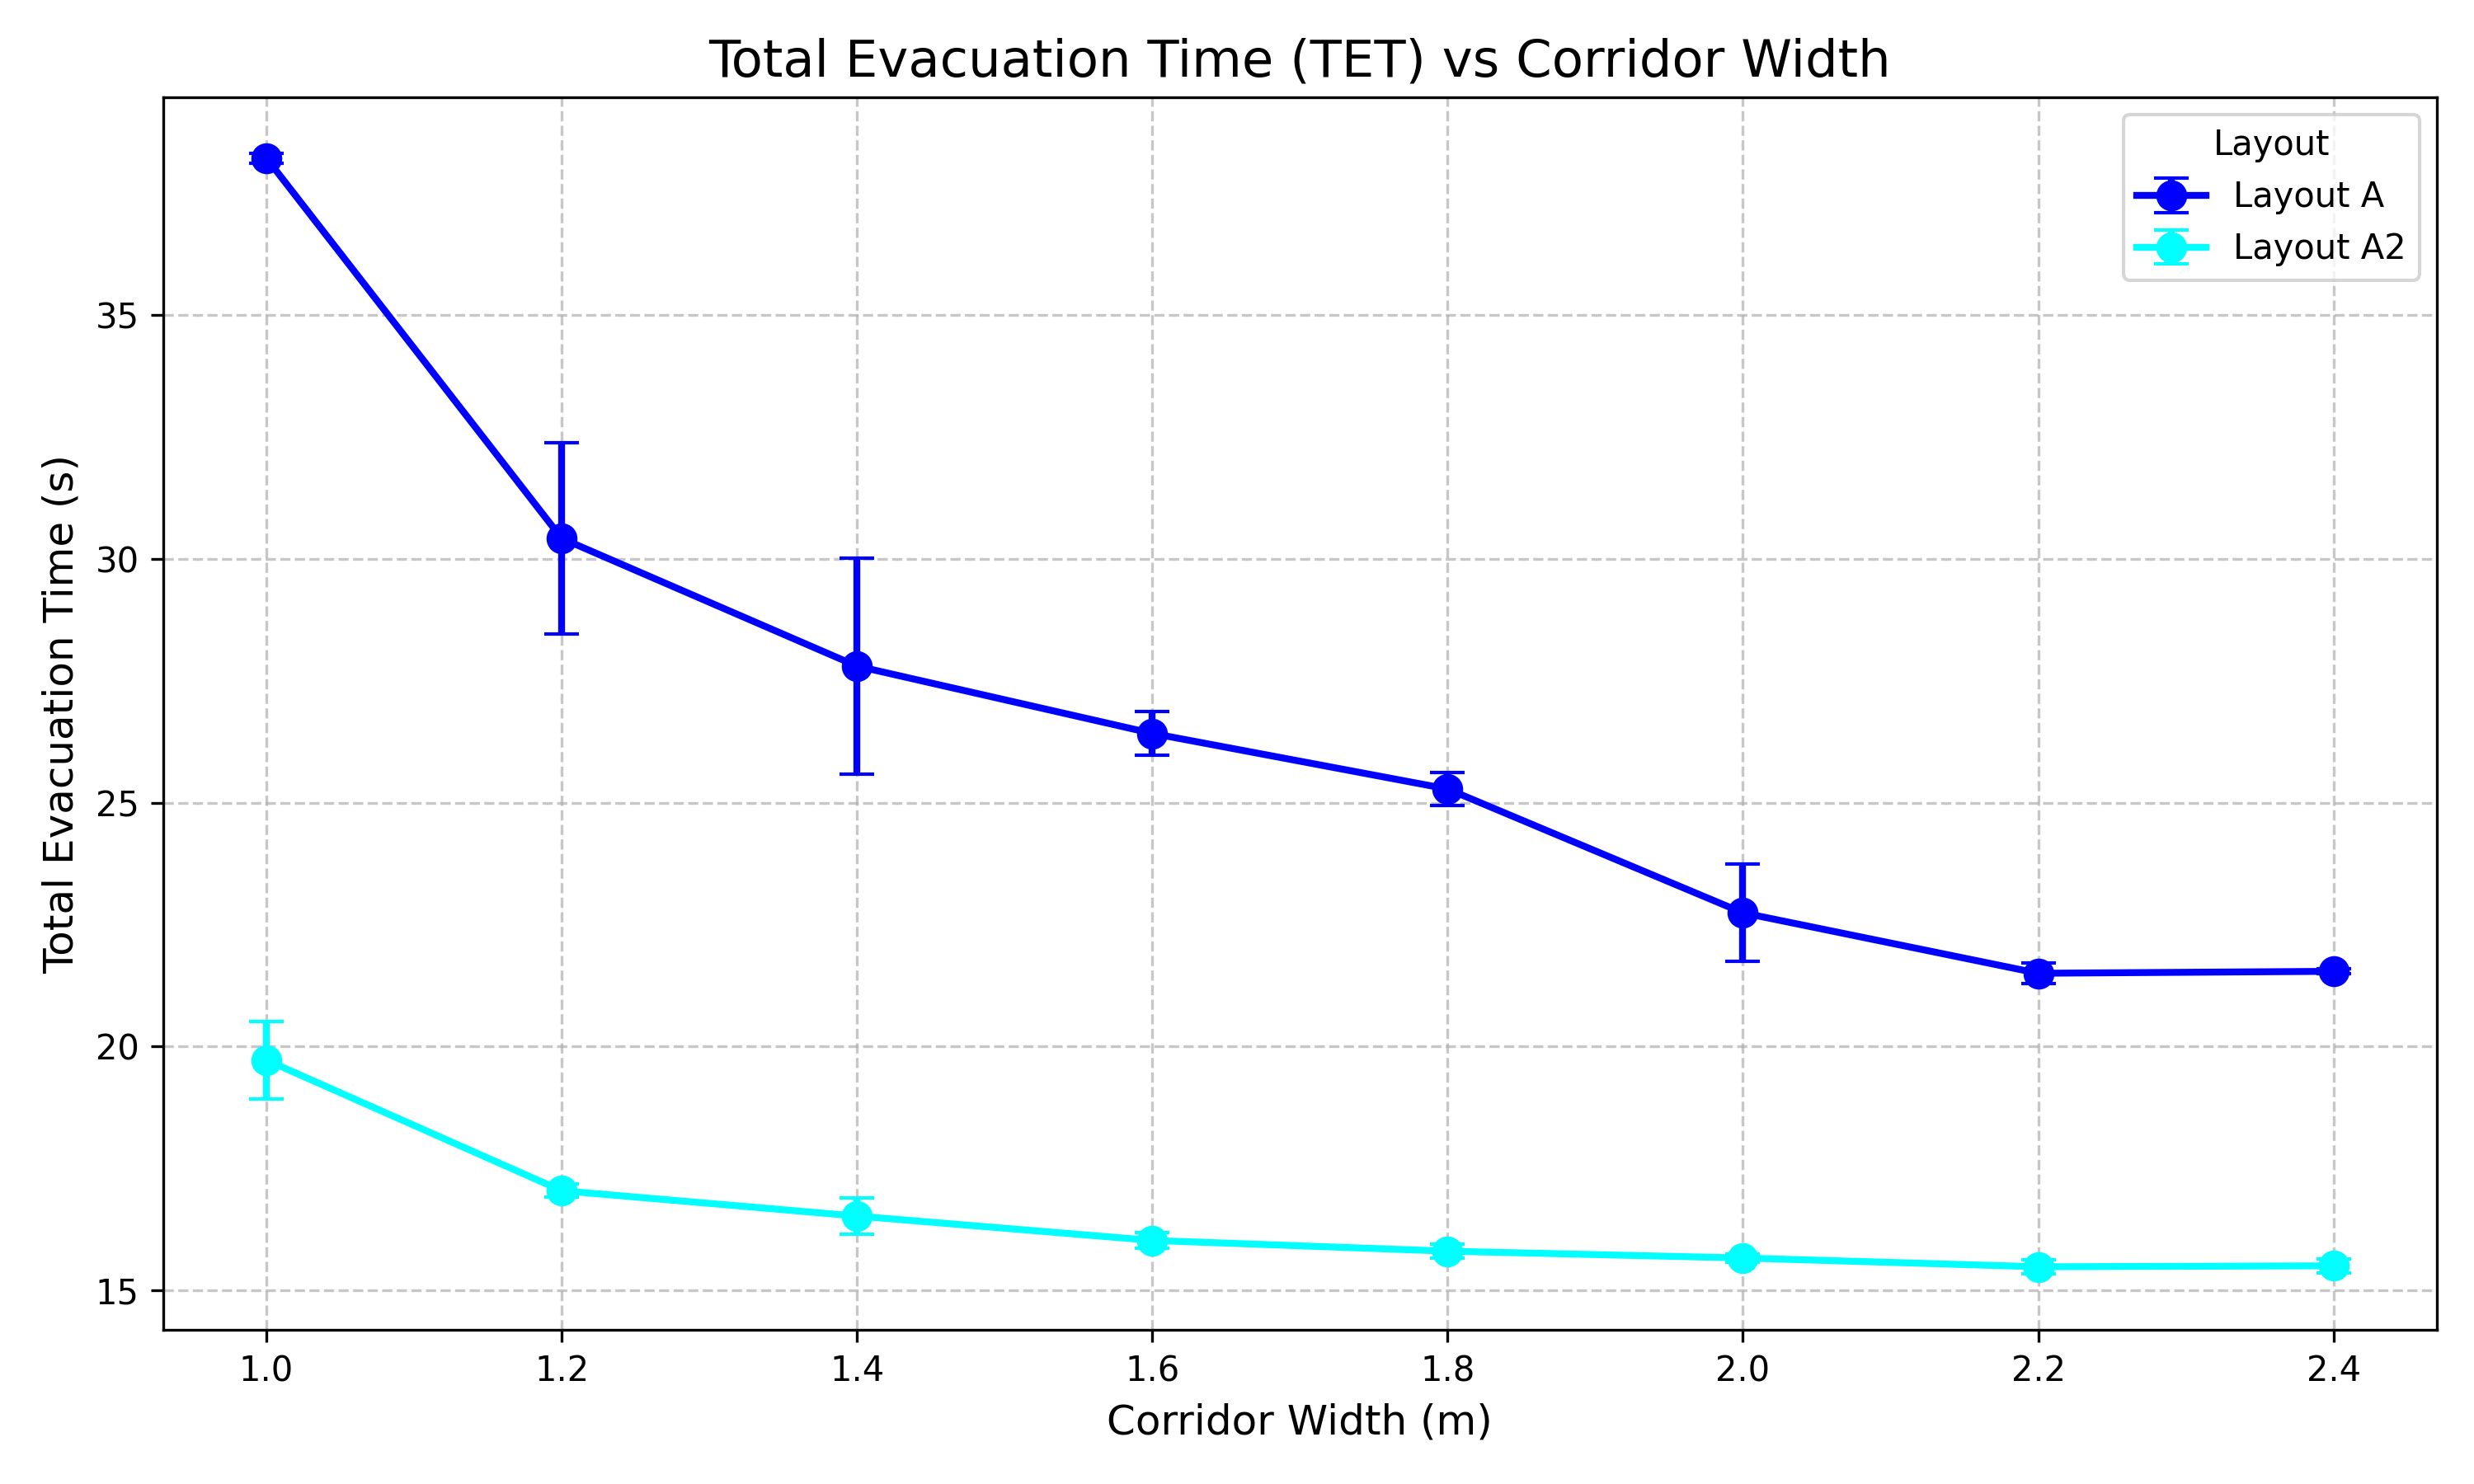 Total Evacuation Time (TET) vs Corridor Width
Layout
Layout A
Layout A2
Total Evacuation Time (s)
35
30
25
20
15
1.0 1.2 1.4 1.6 1.8 2.0 2.2 2.4
Corridor Width (m)